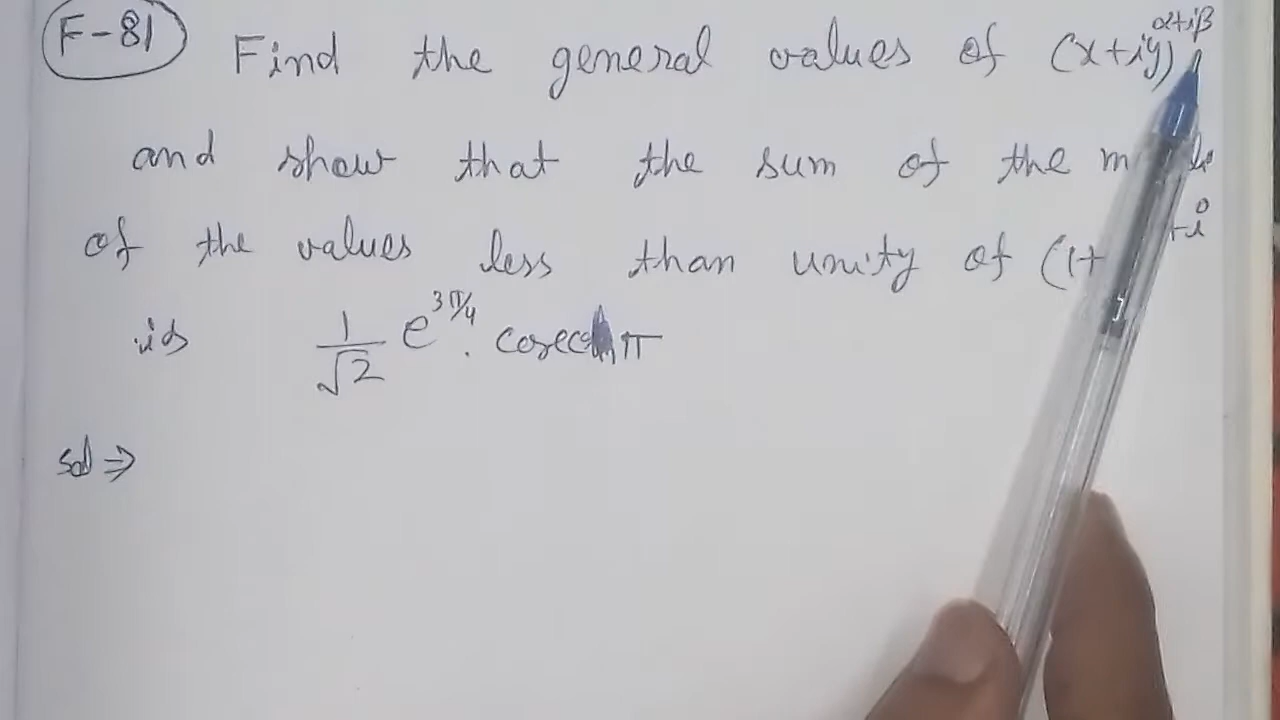 F-81 Find the general values of (x+iy)^α+iβ
and show that the sum of the
of the values less than unity of (1+ +i
is 1/√2 e^3π/4 . cosech π
Sol ⇒